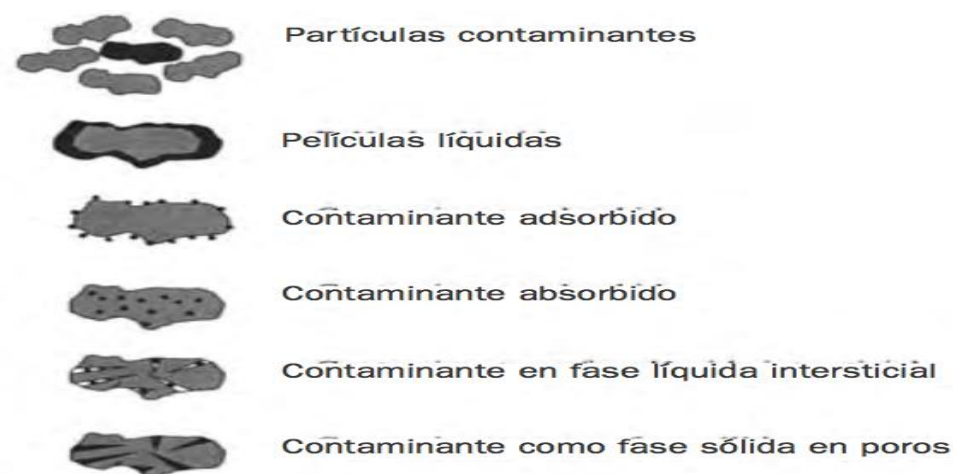 Partículas contaminantes
Películas líquidas
Contaminante adsorbido
Contaminante absorbido
Contaminante en fase líquida intersticial
Contaminante como fase sólida en poros